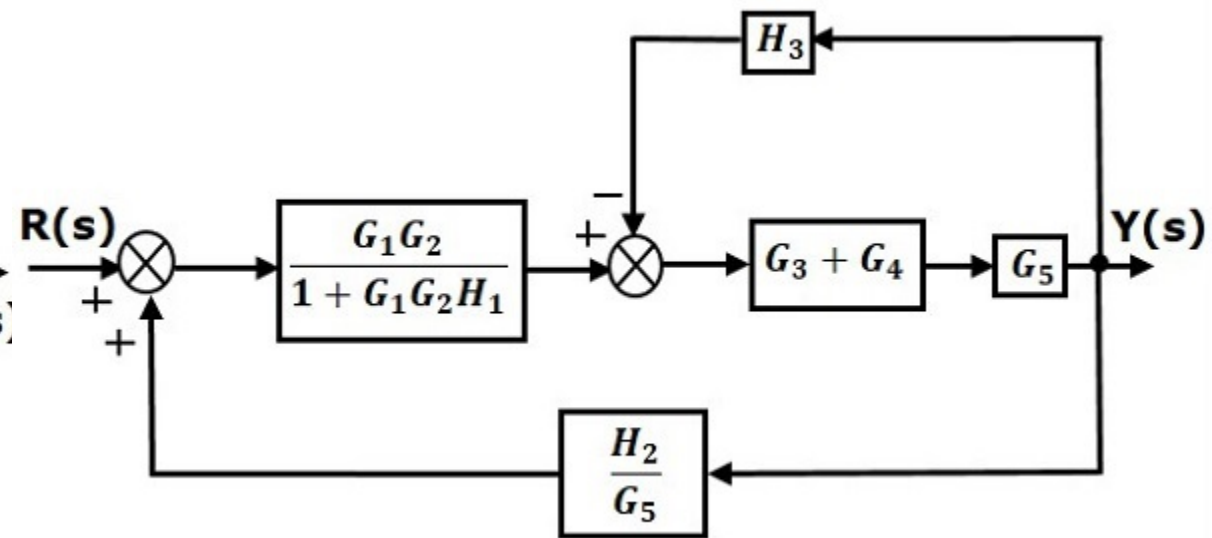 H₃
−
R(s)
+
+
G₁G₂
1 + G₁G₂H₁
+
G₃ + G₄
G₅
Y(s)
H₂
G₅